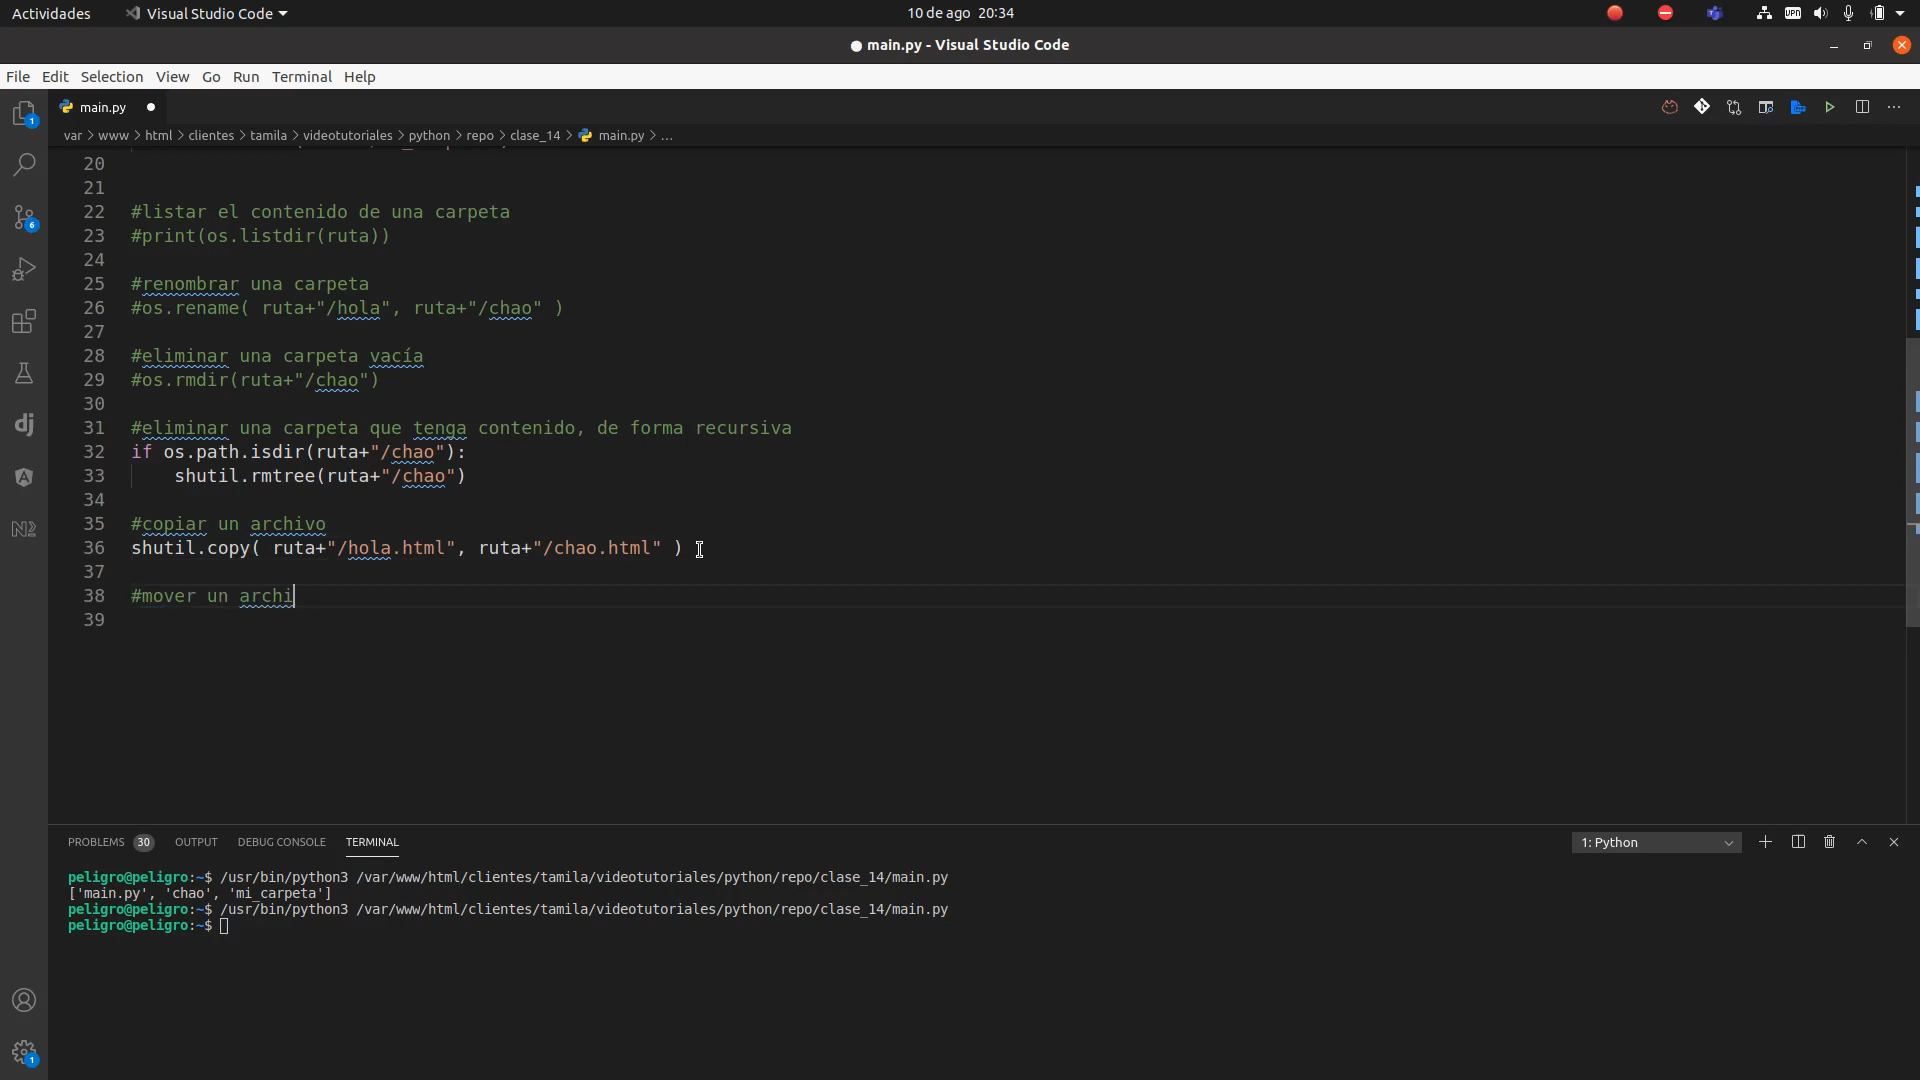 Actividades Visual Studio Code 10 de ago 20:34
main.py - Visual Studio Code
File Edit Selection View Go Run Terminal Help
main.py
var > www > html > clientes > tamila > videotutoriales > python > repo > clase_14 > main.py > ...
20
21
22 #listar el contenido de una carpeta
23 #print(os.listdir(ruta))
24
25 #renombrar una carpeta
26 #os.rename( ruta+"/hola", ruta+"/chao" )
27
28 #eliminar una carpeta vacía
29 #os.rmdir(ruta+"/chao")
30
31 #eliminar una carpeta que tenga contenido, de forma recursiva
32 if os.path.isdir(ruta+"/chao"):
33 shutil.rmtree(ruta+"/chao")
34
35 #copiar un archivo
36 shutil.copy( ruta+"/hola.html", ruta+"/chao.html" )
37
38 #mover un archi
39
PROBLEMS 30 OUTPUT DEBUG CONSOLE TERMINAL 1: Python
peligro@peligro:~$ /usr/bin/python3 /var/www/html/clientes/tamila/videotutoriales/python/repo/clase_14/main.py
['main.py', 'chao', 'mi_carpeta']
peligro@peligro:~$ /usr/bin/python3 /var/www/html/clientes/tamila/videotutoriales/python/repo/clase_14/main.py
peligro@peligro:~$